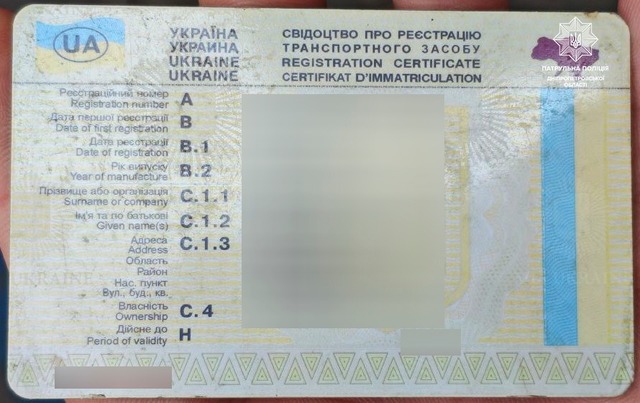 UA
УКРАЇНА
УКРАИНА
UKRAINE
UKRAINE
СВІДОЦТВО ПРО РЕЄСТРАЦІЮ
ТРАНСПОРТНОГО ЗАСОБУ
REGISTRATION CERTIFICATE
CERTIFIKAT D'IMMATRICULATION
ПАТРУЛЬНА ПОЛІЦІЯ
ДНІПРОПЕТРОВСЬКОЇ
ОБЛАСТІ
Реєстраційний номер
Registration number A
Дата першої реєстрації
Date of first registration B
Дата реєстрації
Date of registration B.1
Рік випуску
Year of manufacture B.2
Прізвище або організація
Surname or company C.1.1
Ім'я та по батькові
Given name(s) C.1.2
Адреса
Address C.1.3
Область
Район
Нас. пункт
Вул., буд., кв.
Власність
Ownership C.4
Дійсне до
Period of validity H
UKRAINE